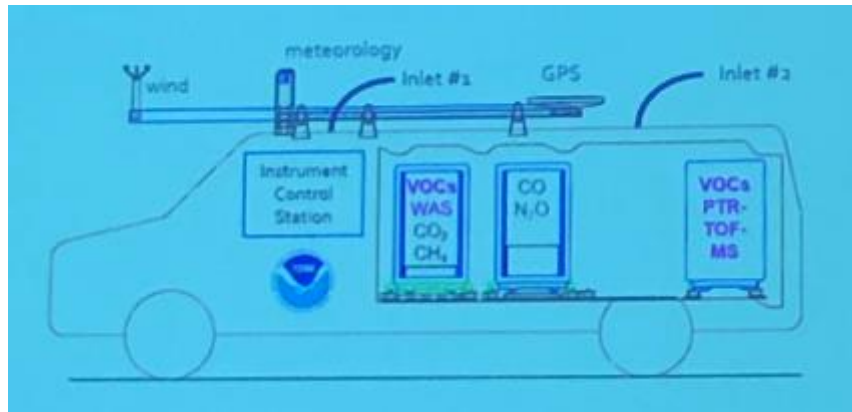 meteorology
wind
Inlet #1
GPS
Inlet #2
Instrument
Control
Station
VOCs
WAS
CO₂
CH₄
CO
N₂O
VOCs
PTR-
TOF-
MS